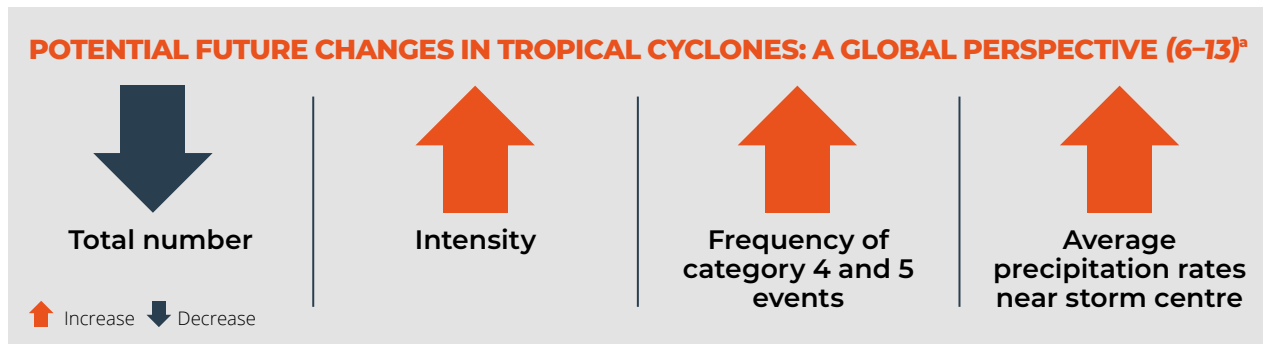 POTENTIAL FUTURE CHANGES IN TROPICAL CYCLONES: A GLOBAL PERSPECTIVE (6–13)ᵃ
Total number
Intensity
Frequency of
category 4 and 5
events
Average
precipitation rates
near storm centre
Increase
Decrease